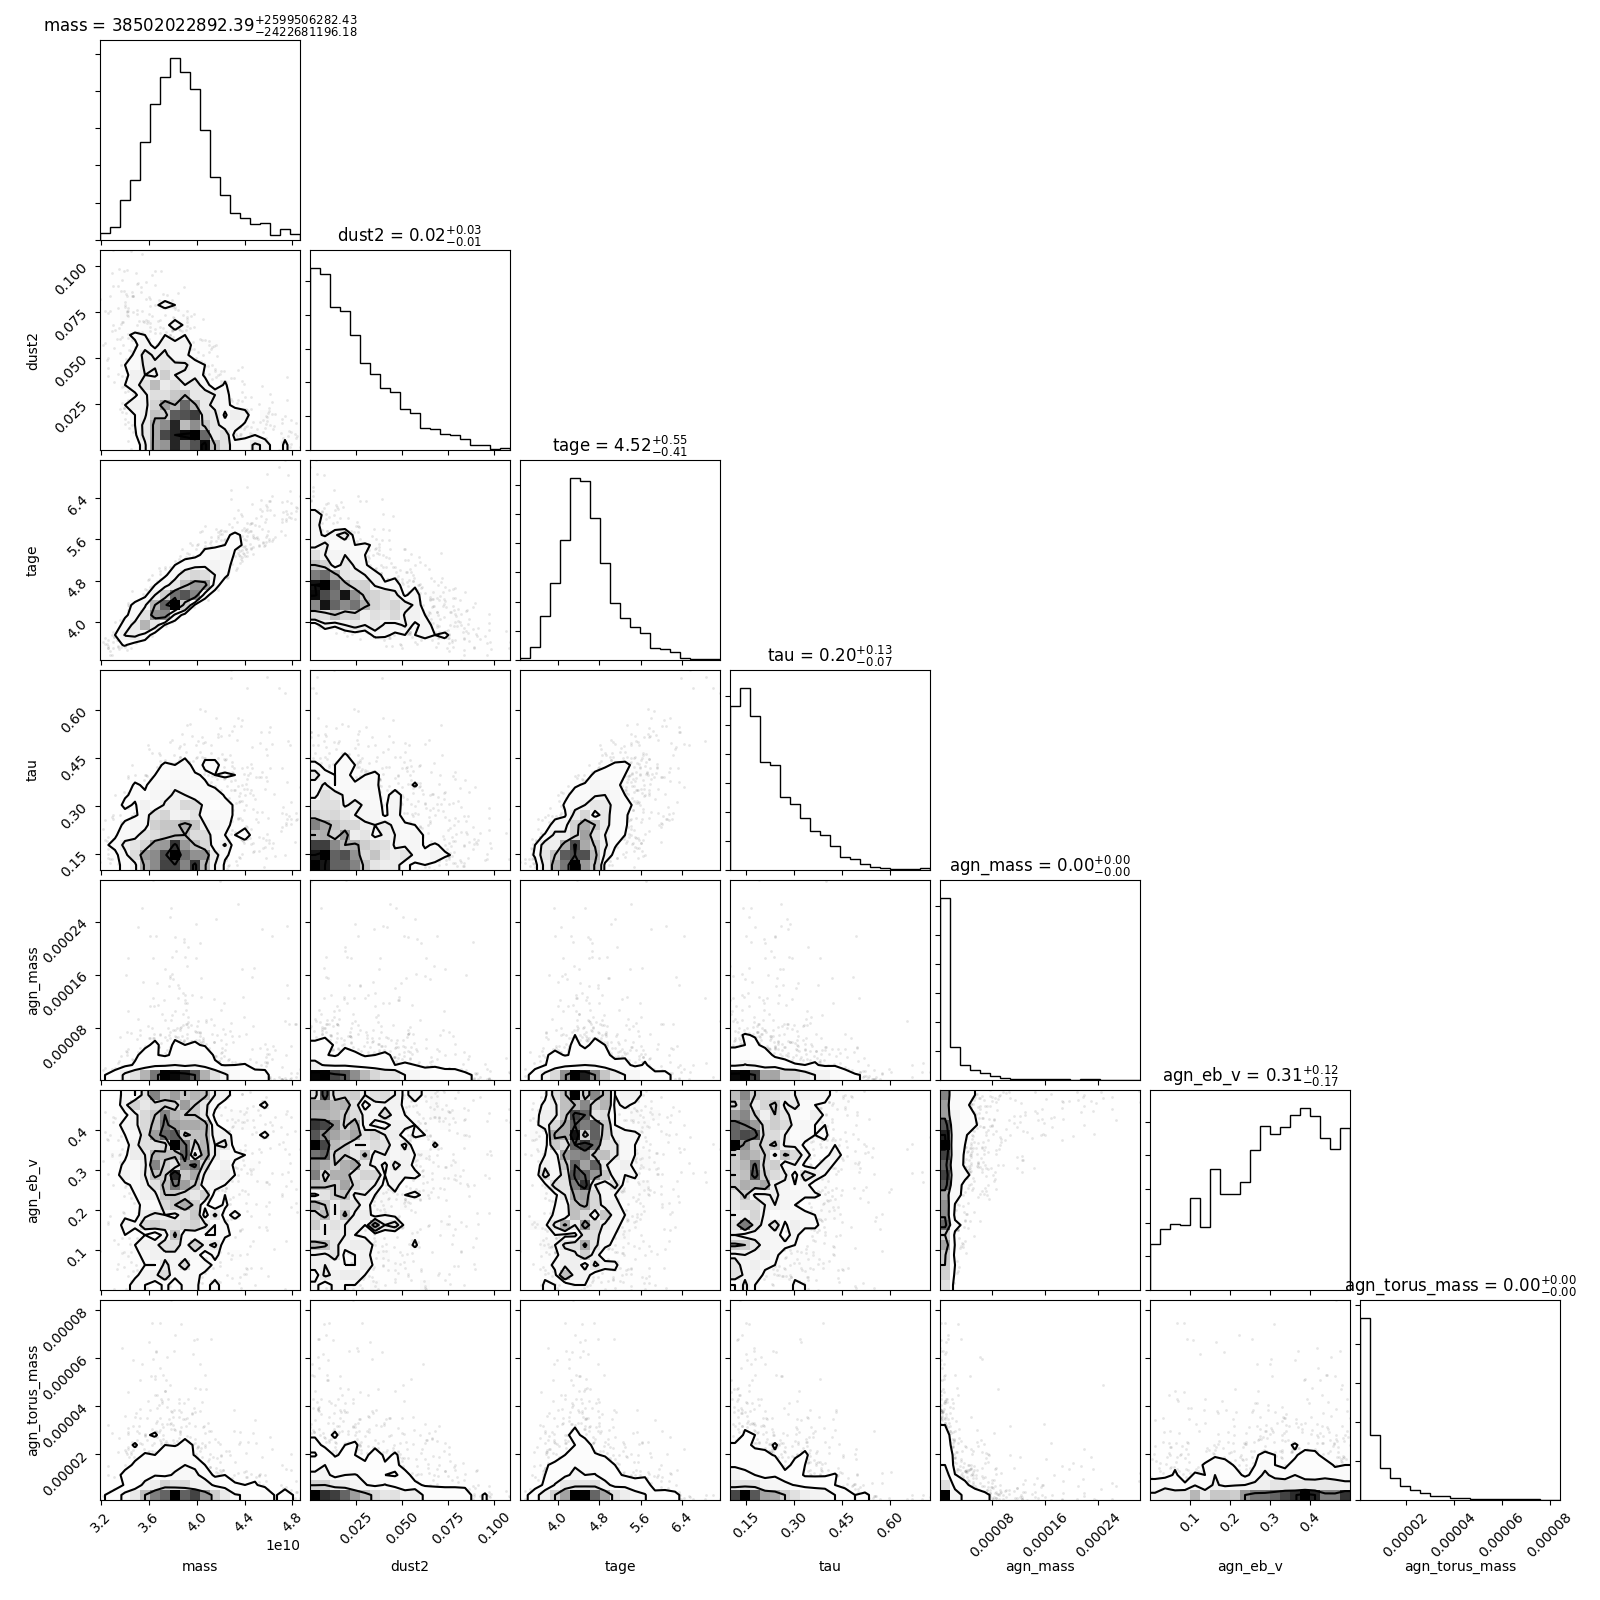 mass = 38502022892.39+2599506282.43 −2422681196.18
dust2 = 0.02+0.03 −0.01
0.100
0.075
0.050
0.025
dust2
tage = 4.52+0.55 −0.41
6.4
5.6
4.8
4.0
tage
tau = 0.20+0.13 −0.07
0.60
0.45
0.30
0.15
tau
agn_mass = 0.00+0.00 −0.00
0.00024
0.00016
0.00008
agn_mass
agn_eb_v = 0.31+0.12 −0.17
0.4
0.3
0.2
0.1
agn_eb_v
agn_torus_mass = 0.00+0.00 −0.00
0.00008
0.00006
0.00004
0.00002
agn_torus_mass
3.2 3.6 4.0 4.4 4.8 0.025 0.050 0.075 0.100 4.0 4.8 5.6 6.4 0.15 0.30 0.45 0.60 0.00008 0.00016 0.00024 0.1 0.2 0.3 0.4 0.00002 0.00004 0.00006 0.00008
1e10
mass dust2 tage tau agn_mass agn_eb_v agn_torus_mass